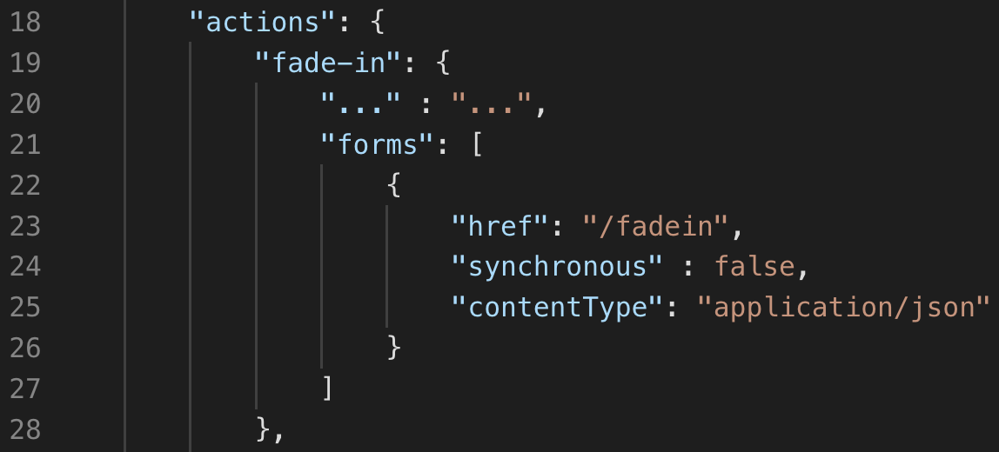 18 "actions": {
19 "fade-in": {
20 "..." : "...",
21 "forms": [
22 {
23 "href": "/fadein",
24 "synchronous" : false,
25 "contentType": "application/json"
26 }
27 ]
28 },